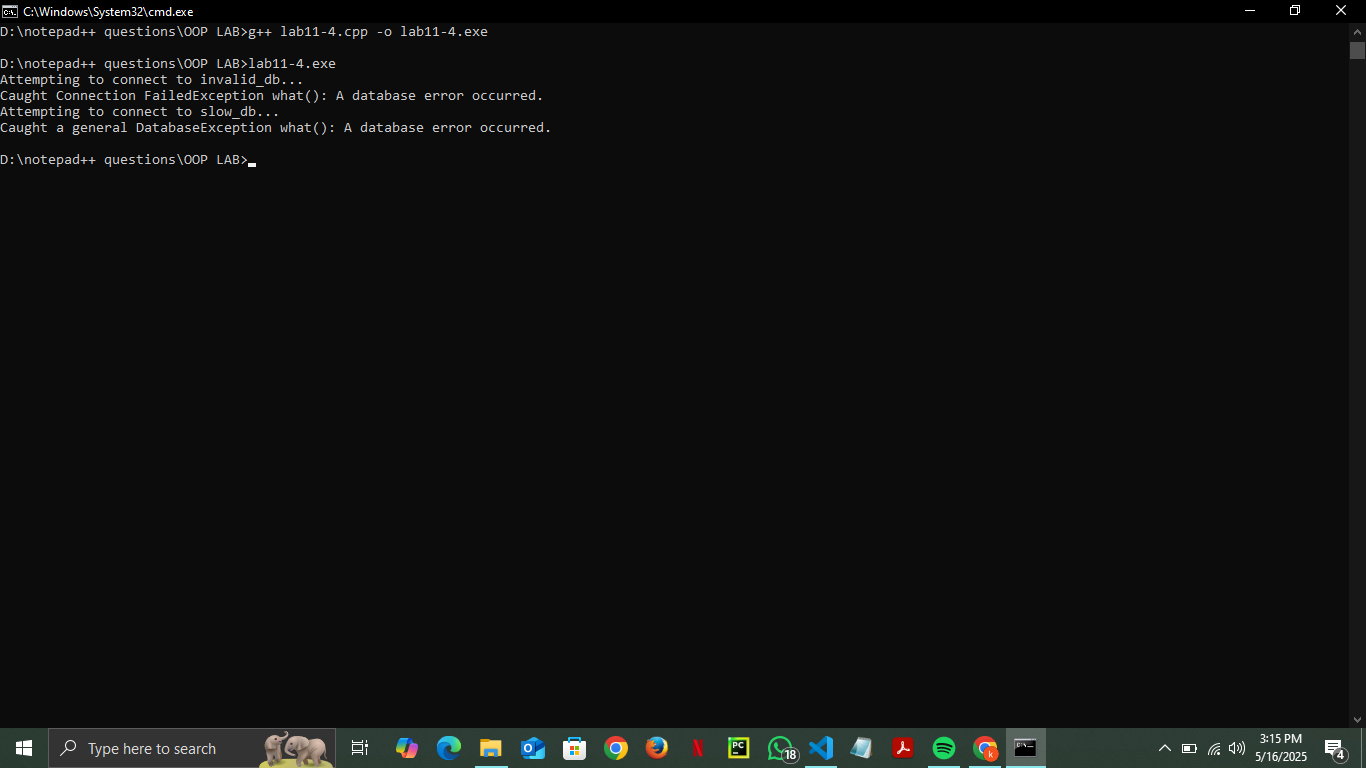 C:\Windows\System32\cmd.exe
D:\notepad++ questions\OOP LAB>g++ lab11-4.cpp -o lab11-4.exe
D:\notepad++ questions\OOP LAB>lab11-4.exe
Attempting to connect to invalid_db...
Caught Connection FailedException what(): A database error occurred.
Attempting to connect to slow_db...
Caught a general DatabaseException what(): A database error occurred.
D:\notepad++ questions\OOP LAB>
Type here to search
N
PC
18
k
C:\_
3:15 PM
5/16/2025
4